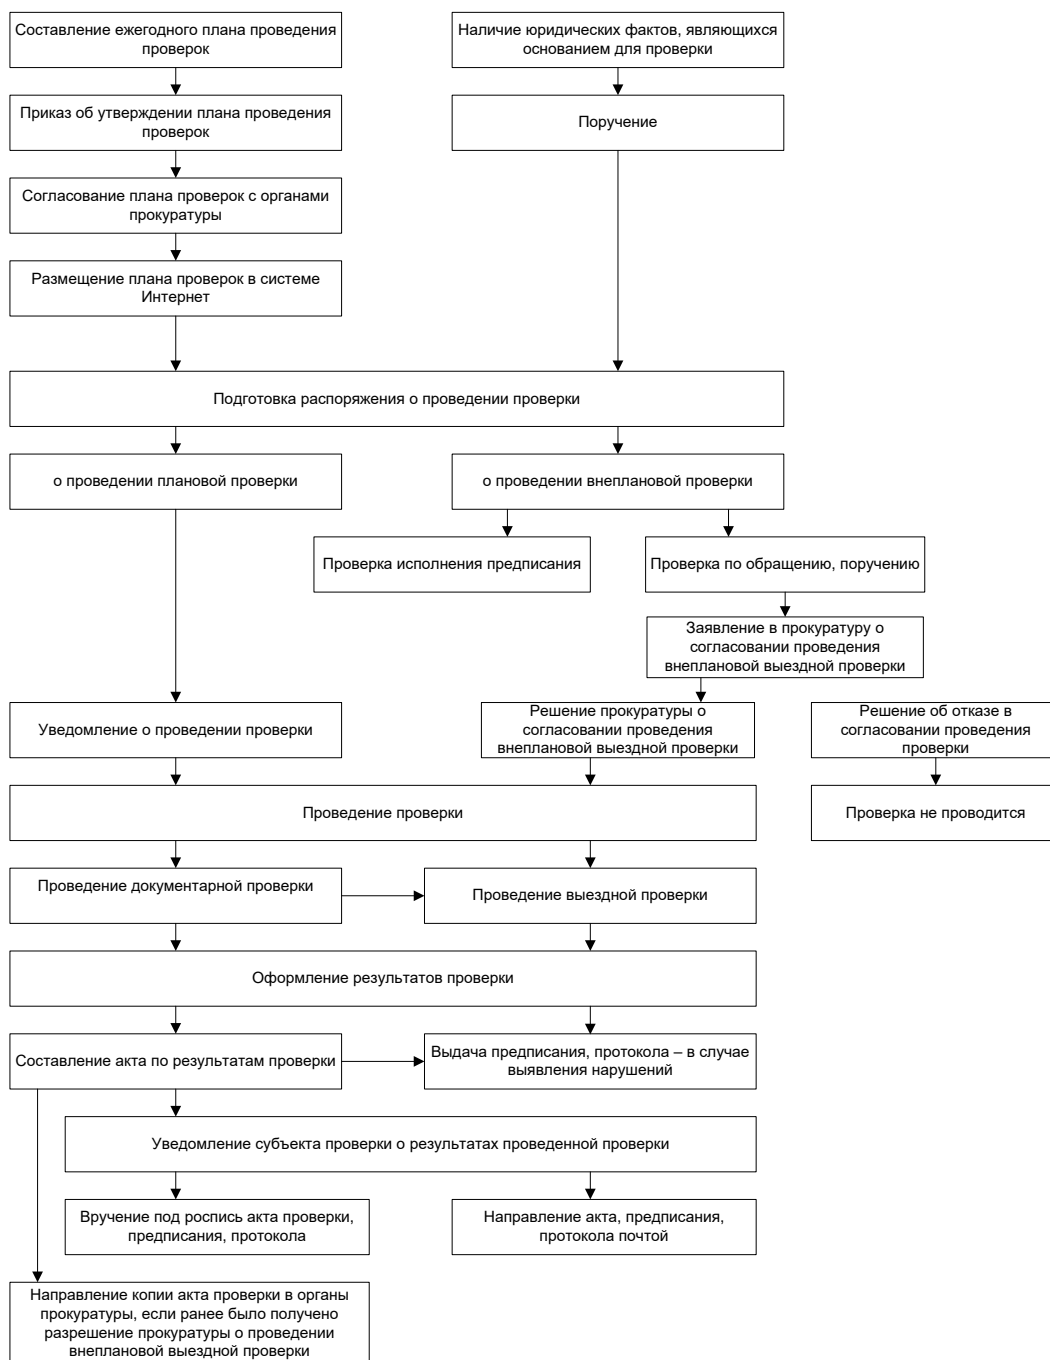 Составление ежегодного плана проведения
проверок
Наличие юридических фактов, являющихся
основанием для проверки
Приказ об утверждении плана проведения
проверок
Поручение
Согласование плана проверок с органами
прокуратуры
Размещение плана проверок в системе
Интернет
Подготовка распоряжения о проведении проверки
о проведении плановой проверки
о проведении внеплановой проверки
Проверка исполнения предписания
Проверка по обращению, поручению
Заявление в прокуратуру о
согласовании проведения
внеплановой выездной проверки
Уведомление о проведении проверки
Решение прокуратуры о
согласовании проведения
внеплановой выездной проверки
Решение об отказе в
согласовании проведения
проверки
Проведение проверки
Проверка не проводится
Проведение документарной проверки
Проведение выездной проверки
Оформление результатов проверки
Составление акта по результатам проверки
Выдача предписания, протокола – в случае
выявления нарушений
Уведомление субъекта проверки о результатах проведенной проверки
Вручение под роспись акта проверки,
предписания, протокола
Направление акта, предписания,
протокола почтой
Направление копии акта проверки в органы
прокуратуры, если ранее было получено
разрешение прокуратуры о проведении
внеплановой выездной проверки